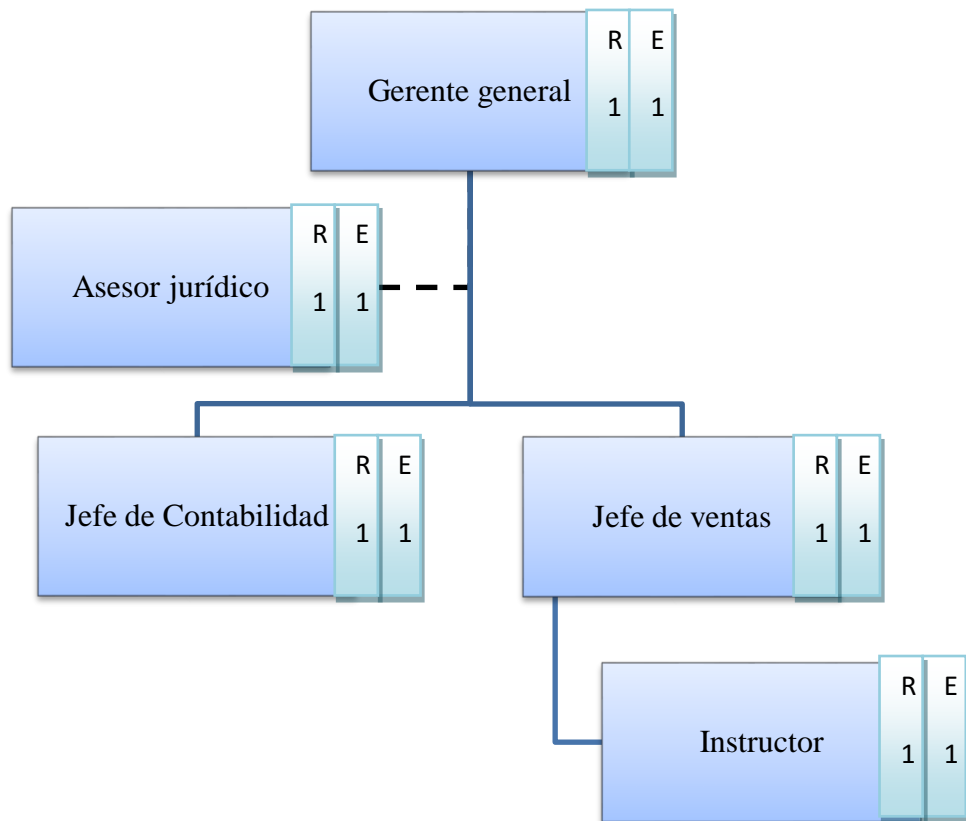 Gerente general
R E
1 1
Asesor jurídico
R E
1 1
Jefe de Contabilidad
R E
1 1
Jefe de ventas
R E
1 1
Instructor
R E
1 1